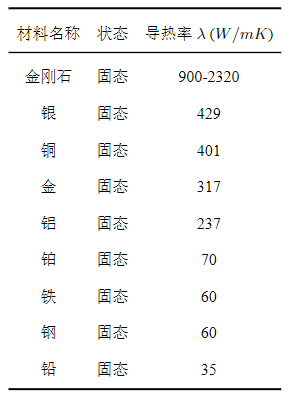 材料名称 状态 导热率 λ (W/mK)
金刚石 固态 900-2320
银 固态 429
铜 固态 401
金 固态 317
铝 固态 237
铂 固态 70
铁 固态 60
钢 固态 60
铅 固态 35